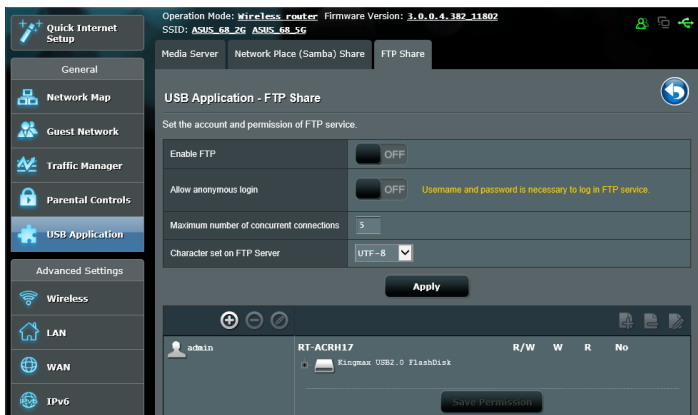 Quick Internet
Setup
General
Network Map
Guest Network
Traffic Manager
Parental Controls
USB Application
Advanced Settings
Wireless
LAN
WAN
IPv6
Operation Mode: Wireless router Firmware Version: 3.0.0.4.382_11802
SSID: ASUS_68_2G ASUS_68_5G
Media Server
Network Place (Samba) Share
FTP Share
USB Application - FTP Share
Set the account and permission of FTP service.
Enable FTP OFF
Allow anonymous login OFF Username and password is necessary to log in FTP service.
Maximum number of concurrent connections 5
Character set on FTP Server UTF-8
Apply
admin
RT-ACRH17 R/W W R No
Kingmax USB2.0 FlashDisk
Save Permission